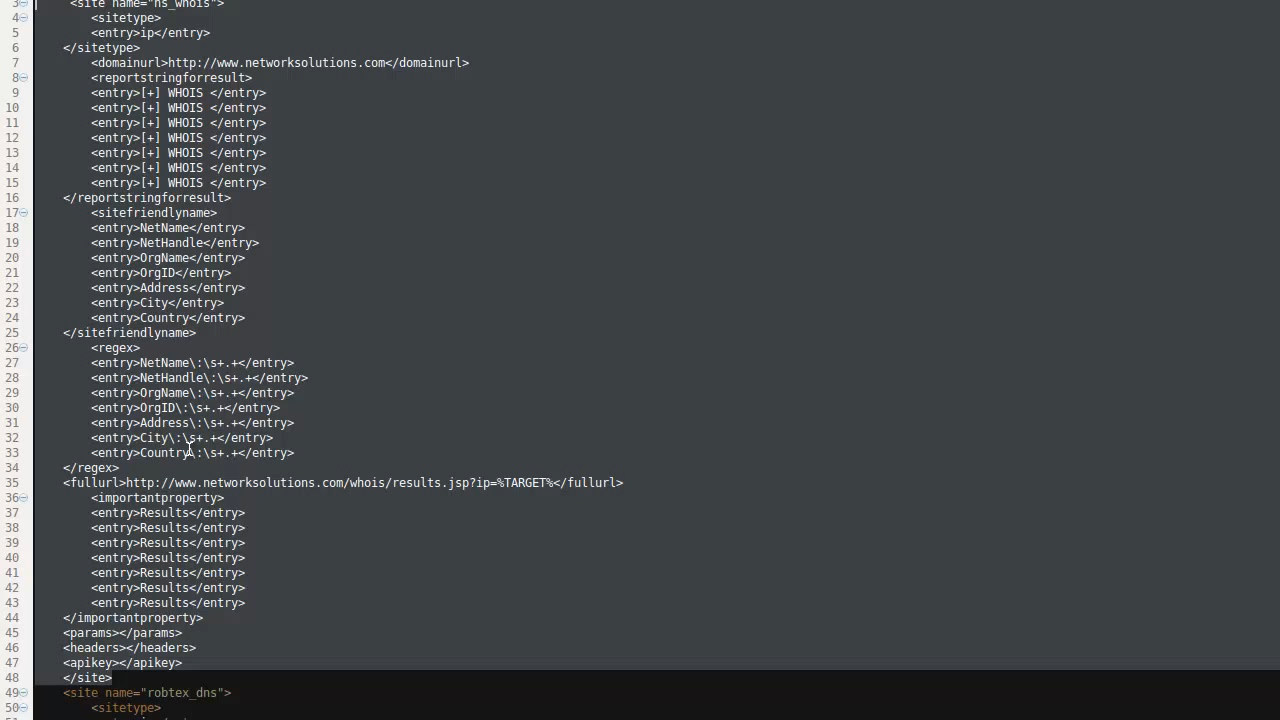 3 <site name="ns_whois">
4 <sitetype>
5 <entry>ip</entry>
6 </sitetype>
7 <domainurl>http://www.networksolutions.com</domainurl>
8 <reportstringforresult>
9 <entry>[+] WHOIS </entry>
10 <entry>[+] WHOIS </entry>
11 <entry>[+] WHOIS </entry>
12 <entry>[+] WHOIS </entry>
13 <entry>[+] WHOIS </entry>
14 <entry>[+] WHOIS </entry>
15 <entry>[+] WHOIS </entry>
16 </reportstringforresult>
17 <sitefriendlyname>
18 <entry>NetName</entry>
19 <entry>NetHandle</entry>
20 <entry>OrgName</entry>
21 <entry>OrgID</entry>
22 <entry>Address</entry>
23 <entry>City</entry>
24 <entry>Country</entry>
25 </sitefriendlyname>
26 <regex>
27 <entry>NetName\:\s+.+</entry>
28 <entry>NetHandle\:\s+.+</entry>
29 <entry>OrgName\:\s+.+</entry>
30 <entry>OrgID\:\s+.+</entry>
31 <entry>Address\:\s+.+</entry>
32 <entry>City\:\s+.+</entry>
33 <entry>Country\:\s+.+</entry>
34 </regex>
35 <fullurl>http://www.networksolutions.com/whois/results.jsp?ip=%TARGET%</fullurl>
36 <importantproperty>
37 <entry>Results</entry>
38 <entry>Results</entry>
39 <entry>Results</entry>
40 <entry>Results</entry>
41 <entry>Results</entry>
42 <entry>Results</entry>
43 <entry>Results</entry>
44 </importantproperty>
45 <params></params>
46 <headers></headers>
47 <apikey></apikey>
48 </site>
49 <site name="robtex_dns">
50 <sitetype>